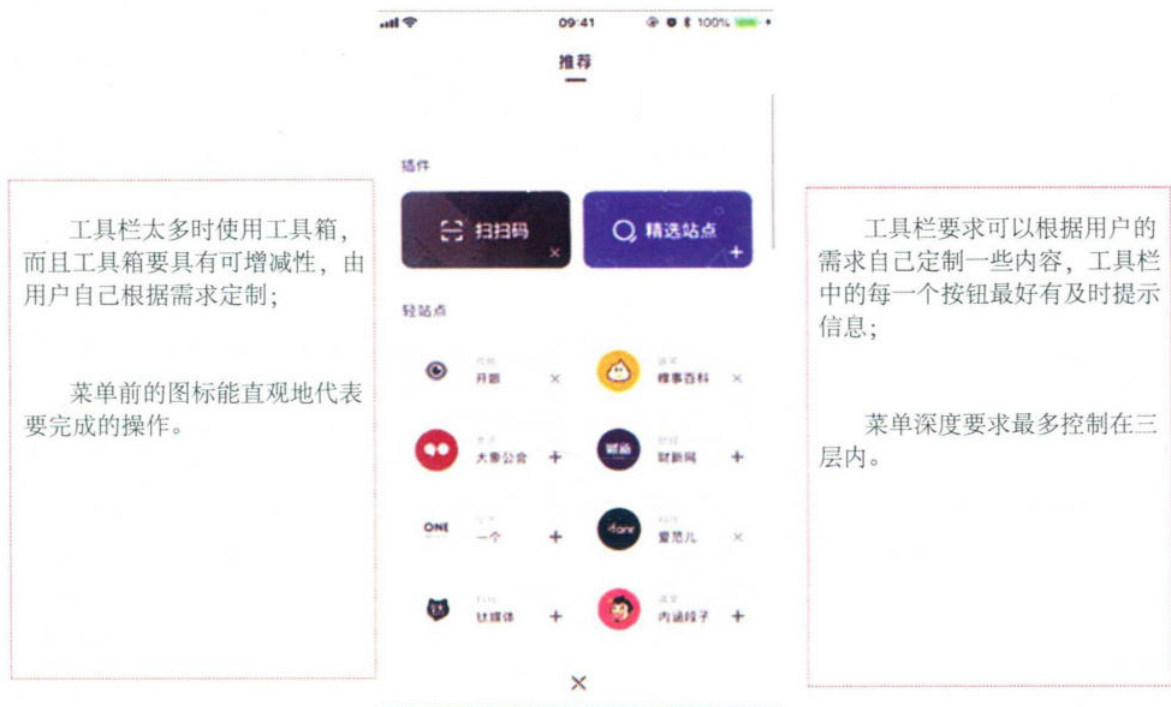 09:41
100%
推荐
插件
扫扫码
精选站点
轻站点
开眼
糗事百科
大象公会
财新网
ONE
一个
爱范儿
钛媒体
内涵段子
工具栏太多时使用工具箱，
而且工具箱要具有可增减性，由
用户自己根据需求定制；
菜单前的图标能直观地代表
要完成的操作。
工具栏要求可以根据用户的
需求自己定制一些内容，工具栏
中的每一个按钮最好有及时提示
信息；
菜单深度要求最多控制在三
层内。